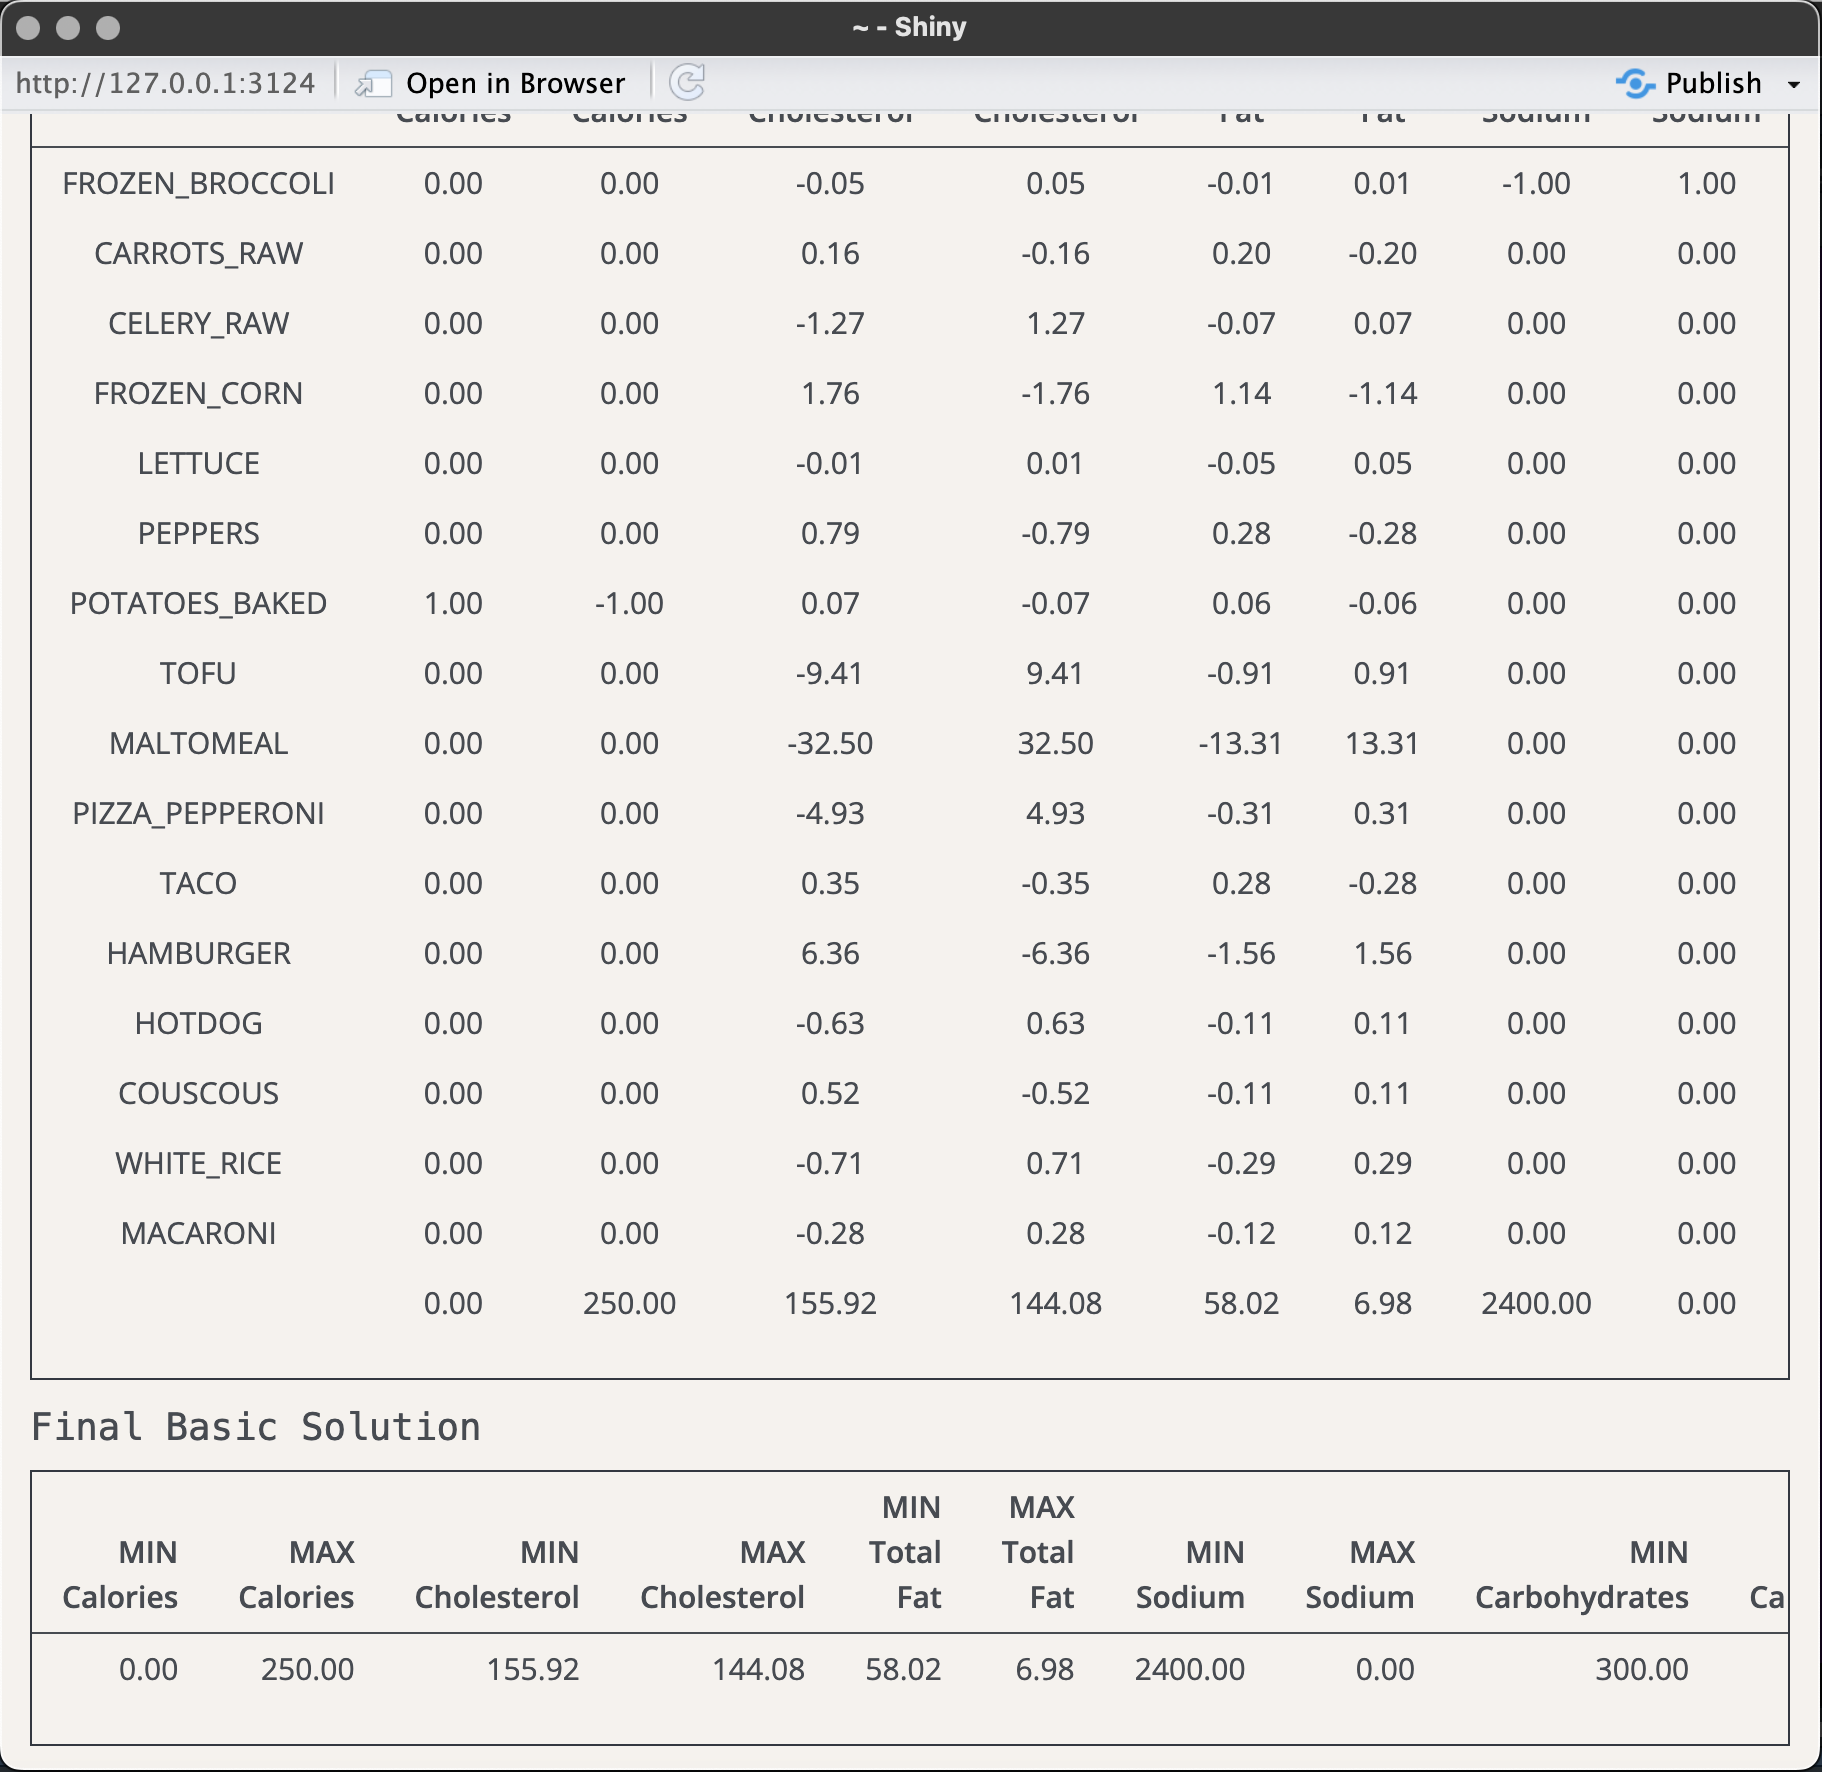 ~ - Shiny
http://127.0.0.1:3124 Open in Browser Publish
Calories Calories Cholesterol Cholesterol Fat Fat Sodium Sodium
FROZEN_BROCCOLI 0.00 0.00 -0.05 0.05 -0.01 0.01 -1.00 1.00
CARROTS_RAW 0.00 0.00 0.16 -0.16 0.20 -0.20 0.00 0.00
CELERY_RAW 0.00 0.00 -1.27 1.27 -0.07 0.07 0.00 0.00
FROZEN_CORN 0.00 0.00 1.76 -1.76 1.14 -1.14 0.00 0.00
LETTUCE 0.00 0.00 -0.01 0.01 -0.05 0.05 0.00 0.00
PEPPERS 0.00 0.00 0.79 -0.79 0.28 -0.28 0.00 0.00
POTATOES_BAKED 1.00 -1.00 0.07 -0.07 0.06 -0.06 0.00 0.00
TOFU 0.00 0.00 -9.41 9.41 -0.91 0.91 0.00 0.00
MALTOMEAL 0.00 0.00 -32.50 32.50 -13.31 13.31 0.00 0.00
PIZZA_PEPPERONI 0.00 0.00 -4.93 4.93 -0.31 0.31 0.00 0.00
TACO 0.00 0.00 0.35 -0.35 0.28 -0.28 0.00 0.00
HAMBURGER 0.00 0.00 6.36 -6.36 -1.56 1.56 0.00 0.00
HOTDOG 0.00 0.00 -0.63 0.63 -0.11 0.11 0.00 0.00
COUSCOUS 0.00 0.00 0.52 -0.52 -0.11 0.11 0.00 0.00
WHITE_RICE 0.00 0.00 -0.71 0.71 -0.29 0.29 0.00 0.00
MACARONI 0.00 0.00 -0.28 0.28 -0.12 0.12 0.00 0.00
0.00 250.00 155.92 144.08 58.02 6.98 2400.00 0.00
Final Basic Solution
MIN MAX
MIN MAX MIN MAX Total Total MIN MAX MIN
Calories Calories Cholesterol Cholesterol Fat Fat Sodium Sodium Carbohydrates Ca
0.00 250.00 155.92 144.08 58.02 6.98 2400.00 0.00 300.00